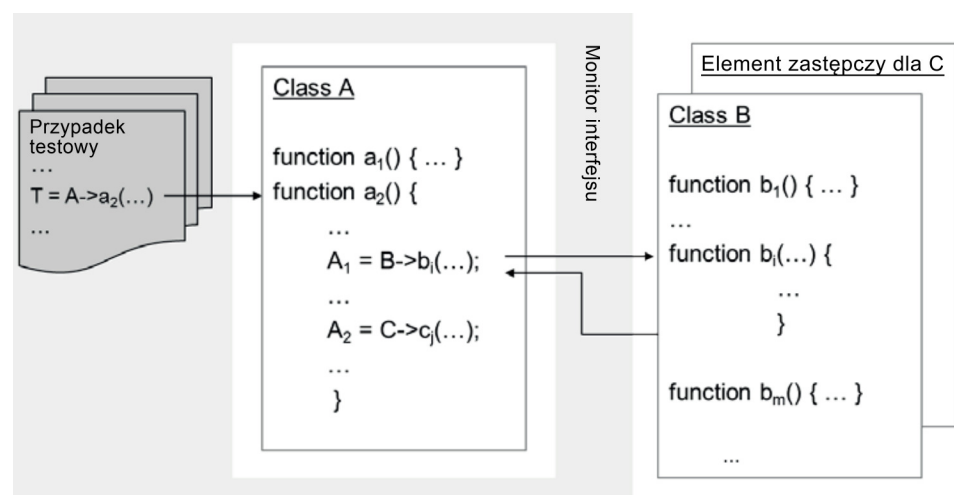 Przypadek
testowy
…
T = A->a₂(…)
…
Class A
function a₁() { … }
function a₂() {
…
A₁ = B->bᵢ(…);
…
A₂ = C->cⱼ(…);
…
}
Monitor interfejsu
Element zastępczy dla C
Class B
function b₁() { … }
…
function bᵢ(…) {
…
}
function bₘ() { … }
...